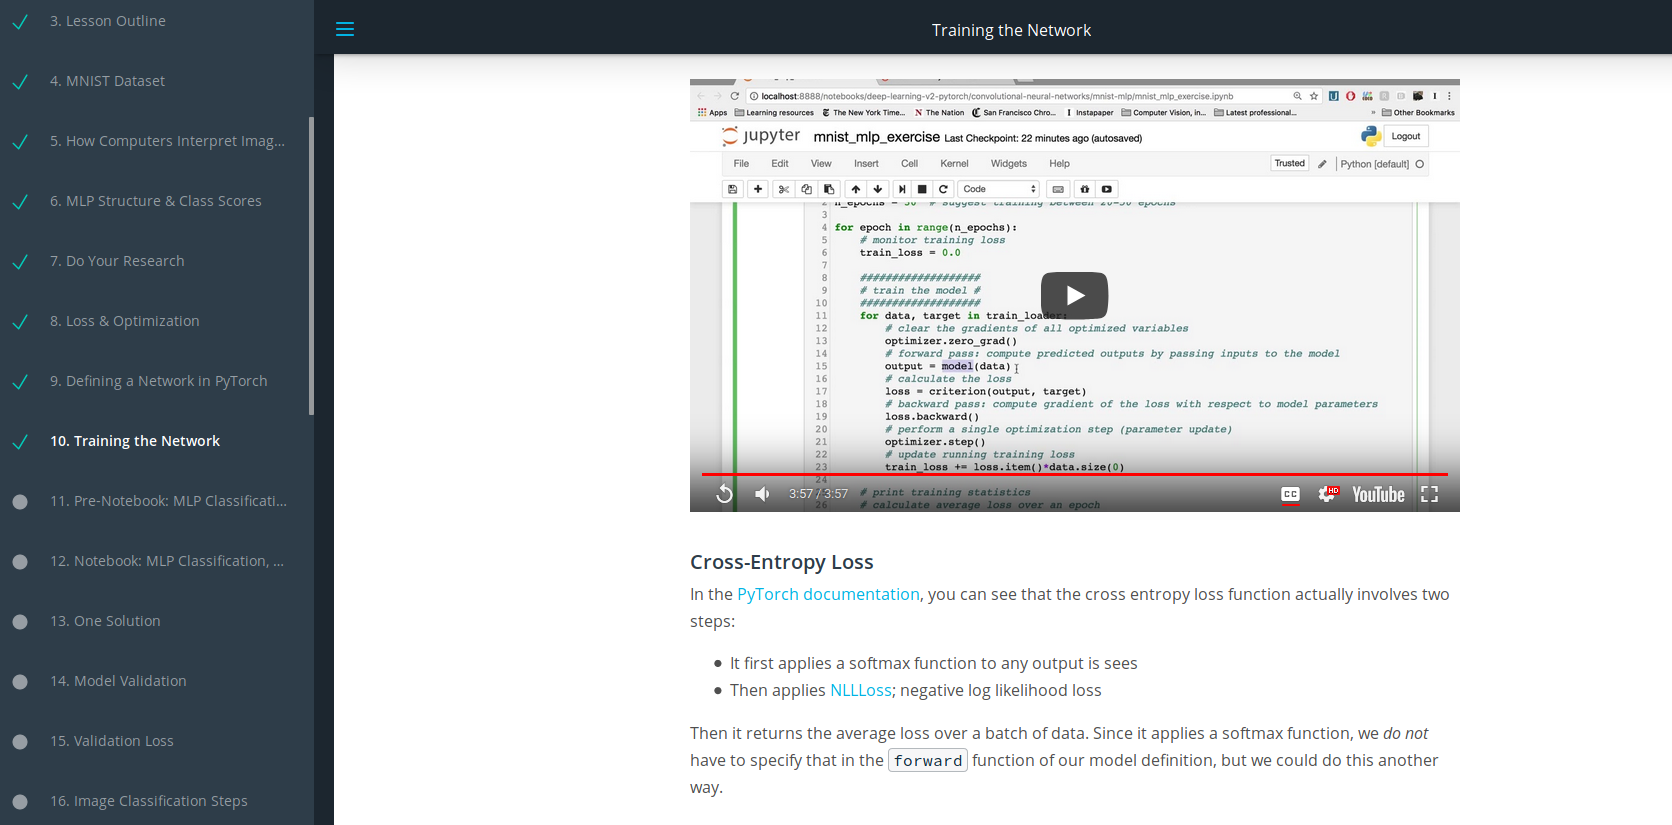 3. Lesson Outline
4. MNIST Dataset
5. How Computers Interpret Imag...
6. MLP Structure & Class Scores
7. Do Your Research
8. Loss & Optimization
9. Defining a Network in PyTorch
10. Training the Network
11. Pre-Notebook: MLP Classificati...
12. Notebook: MLP Classification, ...
13. One Solution
14. Model Validation
15. Validation Loss
16. Image Classification Steps
Training the Network
localhost:8888/notebooks/deep-learning-v2-pytorch/convolutional-neural-networks/mnist-mlp/mnist_mlp_exercise.ipynb
Apps Learning resources The New York Time... The Nation San Francisco Chro... Instapaper Computer Vision, in... Latest professional... » Other Bookmarks
jupyter mnist_mlp_exercise Last Checkpoint: 22 minutes ago (autosaved) Logout
File Edit View Insert Cell Kernel Widgets Help Trusted Python [default]
Code
2 n_epochs = 30 # suggest training between 20-50 epochs
3
4 for epoch in range(n_epochs):
5 # monitor training loss
6 train_loss = 0.0
7
8 ###################
9 # train the model #
10 ###################
11 for data, target in train_loader:
12 # clear the gradients of all optimized variables
13 optimizer.zero_grad()
14 # forward pass: compute predicted outputs by passing inputs to the model
15 output = model(data)
16 # calculate the loss
17 loss = criterion(output, target)
18 # backward pass: compute gradient of the loss with respect to model parameters
19 loss.backward()
20 # perform a single optimization step (parameter update)
21 optimizer.step()
22 # update running training loss
23 train_loss += loss.item()*data.size(0)
24
# print training statistics
26 # calculate average loss over an epoch
3:57 / 3:57 CC HD YouTube
Cross-Entropy Loss
In the PyTorch documentation, you can see that the cross entropy loss function actually involves two
steps:
• It first applies a softmax function to any output is sees
• Then applies NLLLoss; negative log likelihood loss
Then it returns the average loss over a batch of data. Since it applies a softmax function, we do not
have to specify that in the forward function of our model definition, but we could do this another
way.